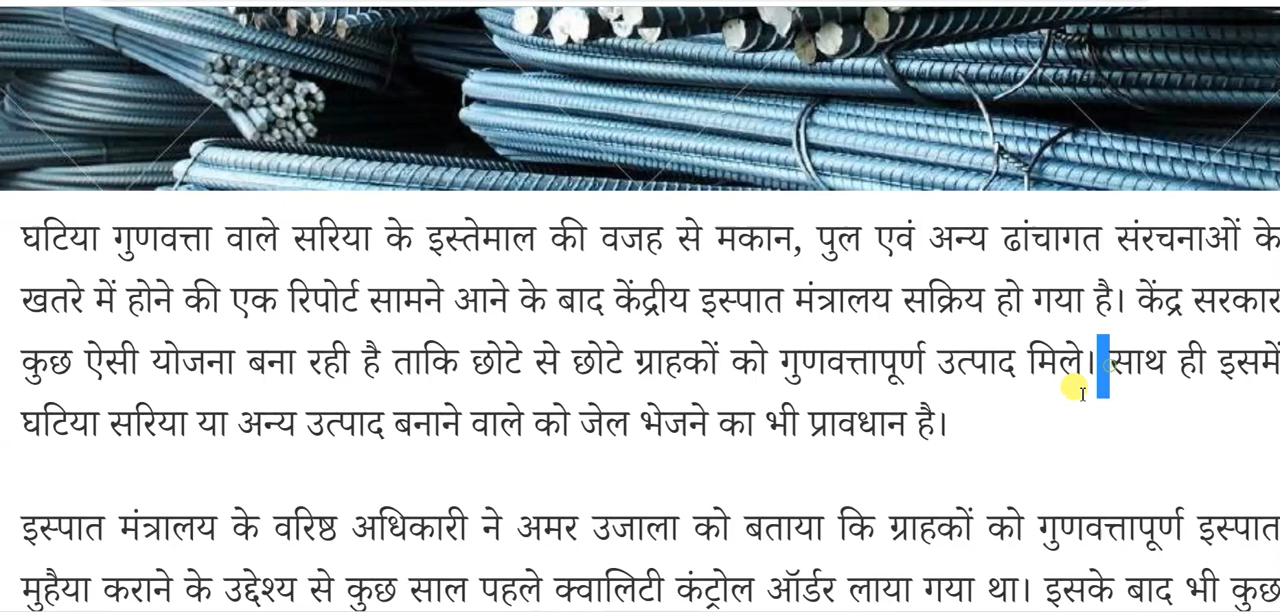 घटिया गुणवत्ता वाले सरिया के इस्तेमाल की वजह से मकान, पुल एवं अन्य ढांचागत संरचनाओं के
खतरे में होने की एक रिपोर्ट सामने आने के बाद केंद्रीय इस्पात मंत्रालय सक्रिय हो गया है। केंद्र सरकार
कुछ ऐसी योजना बना रही है ताकि छोटे से छोटे ग्राहकों को गुणवत्तापूर्ण उत्पाद मिले। साथ ही इसमें
घटिया सरिया या अन्य उत्पाद बनाने वाले को जेल भेजने का भी प्रावधान है।
इस्पात मंत्रालय के वरिष्ठ अधिकारी ने अमर उजाला को बताया कि ग्राहकों को गुणवत्तापूर्ण इस्पात
मुहैया कराने के उद्देश्य से कुछ साल पहले क्वालिटी कंट्रोल ऑर्डर लाया गया था। इसके बाद भी कुछ